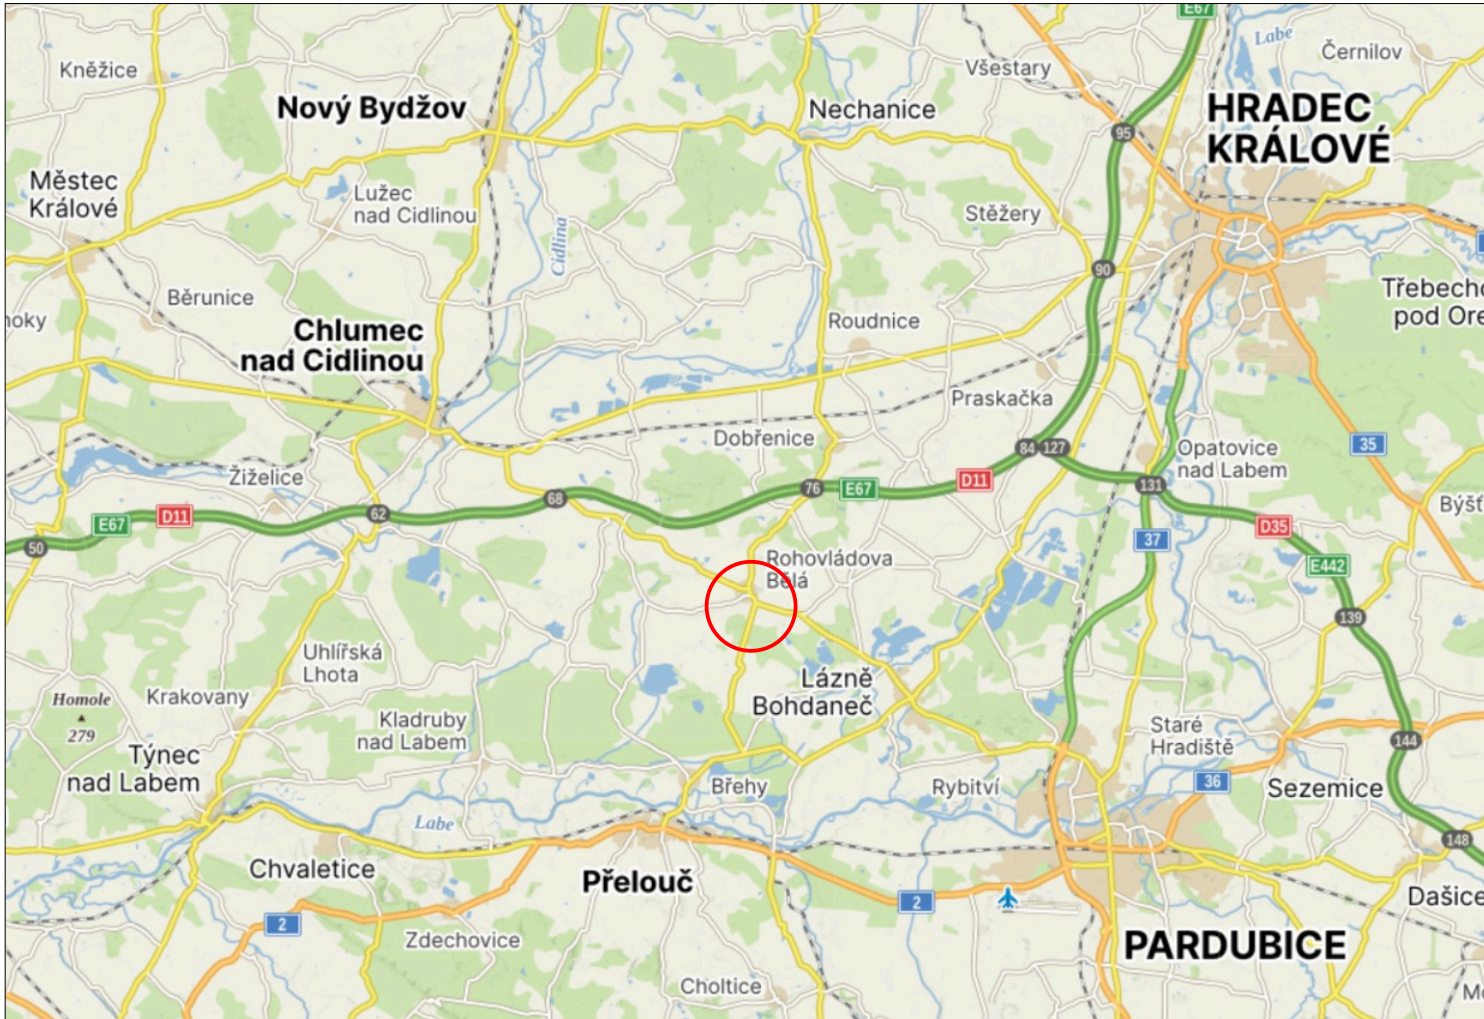 E67
Labe
Kněžice
Všestary
Černilov
Nový Bydžov
Nechanice
HRADEC
KRÁLOVÉ
95
Městec
Králové
Lužec
nad Cidlinou
Stěžery
Cidlina
90
Běrunice
Třebecho
pod Ore
noky
Chlumec
nad Cidlinou
Roudnice
Praskačka
Dobřenice
84
127
35
Opatovice
nad Labem
Žiželice
E67
D11
62
68
76
E67
D11
131
Býšť
50
37
D35
Rohovládova
Bělá
E442
139
Uhlířská
Lhota
Homole
279
Krakovany
Lázně
Bohdaneč
Kladruby
nad Labem
Staré
Hradiště
144
Týnec
nad Labem
Břehy
Rybitví
36
Sezemice
Labe
148
Chvaletice
Přelouč
2
Dašice
2
Zdechovice
PARDUBICE
Choltice
Mo